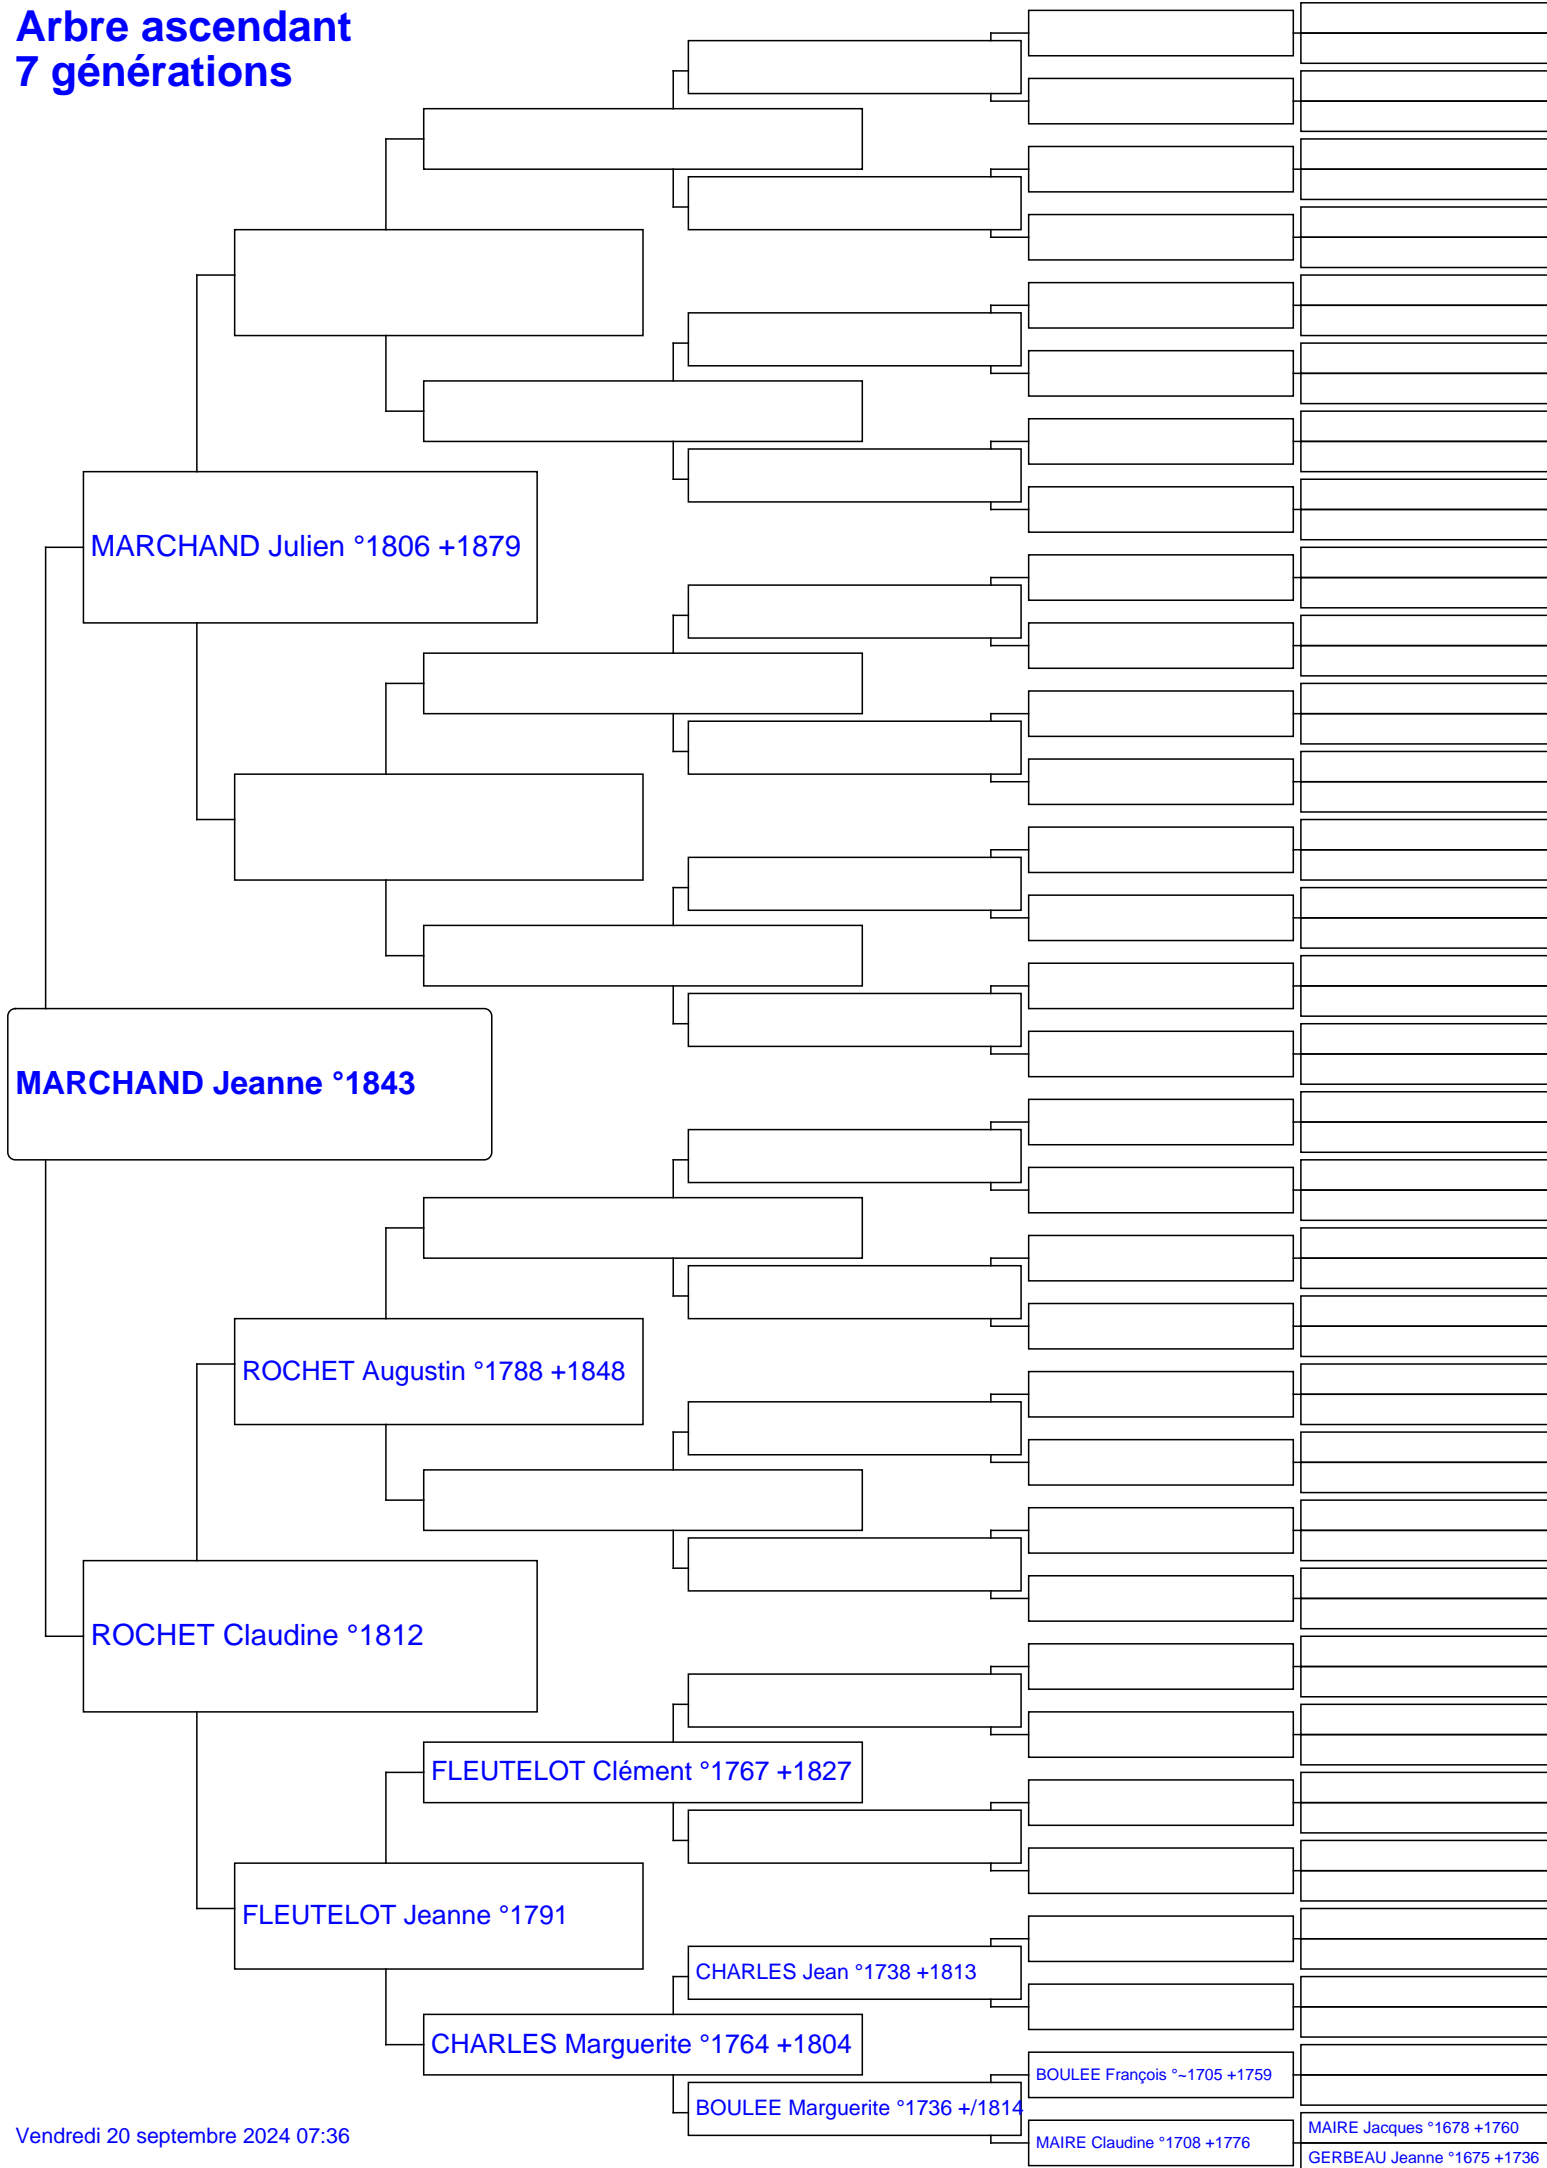 Arbre ascendant
7 générations
MARCHAND Julien °1806 +1879
MARCHAND Jeanne °1843
ROCHET Augustin °1788 +1848
ROCHET Claudine °1812
FLEUTELOT Clément °1767 +1827
FLEUTELOT Jeanne °1791
CHARLES Jean °1738 +1813
CHARLES Marguerite °1764 +1804
BOULEE François °~1705 +1759
BOULEE Marguerite °1736 +/1814
MAIRE Jacques °1678 +1760
MAIRE Claudine °1708 +1776
GERBEAU Jeanne °1675 +1736
Vendredi 20 septembre 2024 07:36